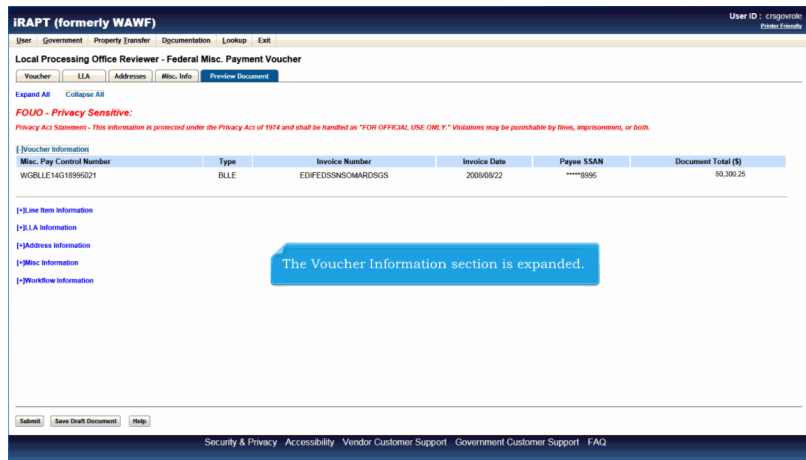 iRAPT (formerly WAWF)
User ID : crsgovrole
Printer Friendly
User Government Property Transfer Documentation Lookup Exit
Local Processing Office Reviewer - Federal Misc. Payment Voucher
Voucher LLA Addresses Misc. Info Preview Document
Expand All Collapse All
FOUO - Privacy Sensitive:
Privacy Act Statement - This information is protected under the Privacy Act of 1974 and shall be handled as "FOR OFFICIAL USE ONLY." Violations may be punishable by fines, imprisonment, or both.
[-]Voucher Information
Misc. Pay Control Number Type Invoice Number Invoice Date Payee SSAN Document Total ($)
WGBLLE14G18995021 BLLE EDIFEDSSNSOMARDSGS 2008/08/22 *****8995 50,300.25
[+]Line Item Information
[+]LLA Information
[+]Address Information
[+]Misc Information
[+]Workflow Information
The Voucher Information section is expanded.
Submit Save Draft Document Help
Security & Privacy Accessibility Vendor Customer Support Government Customer Support FAQ